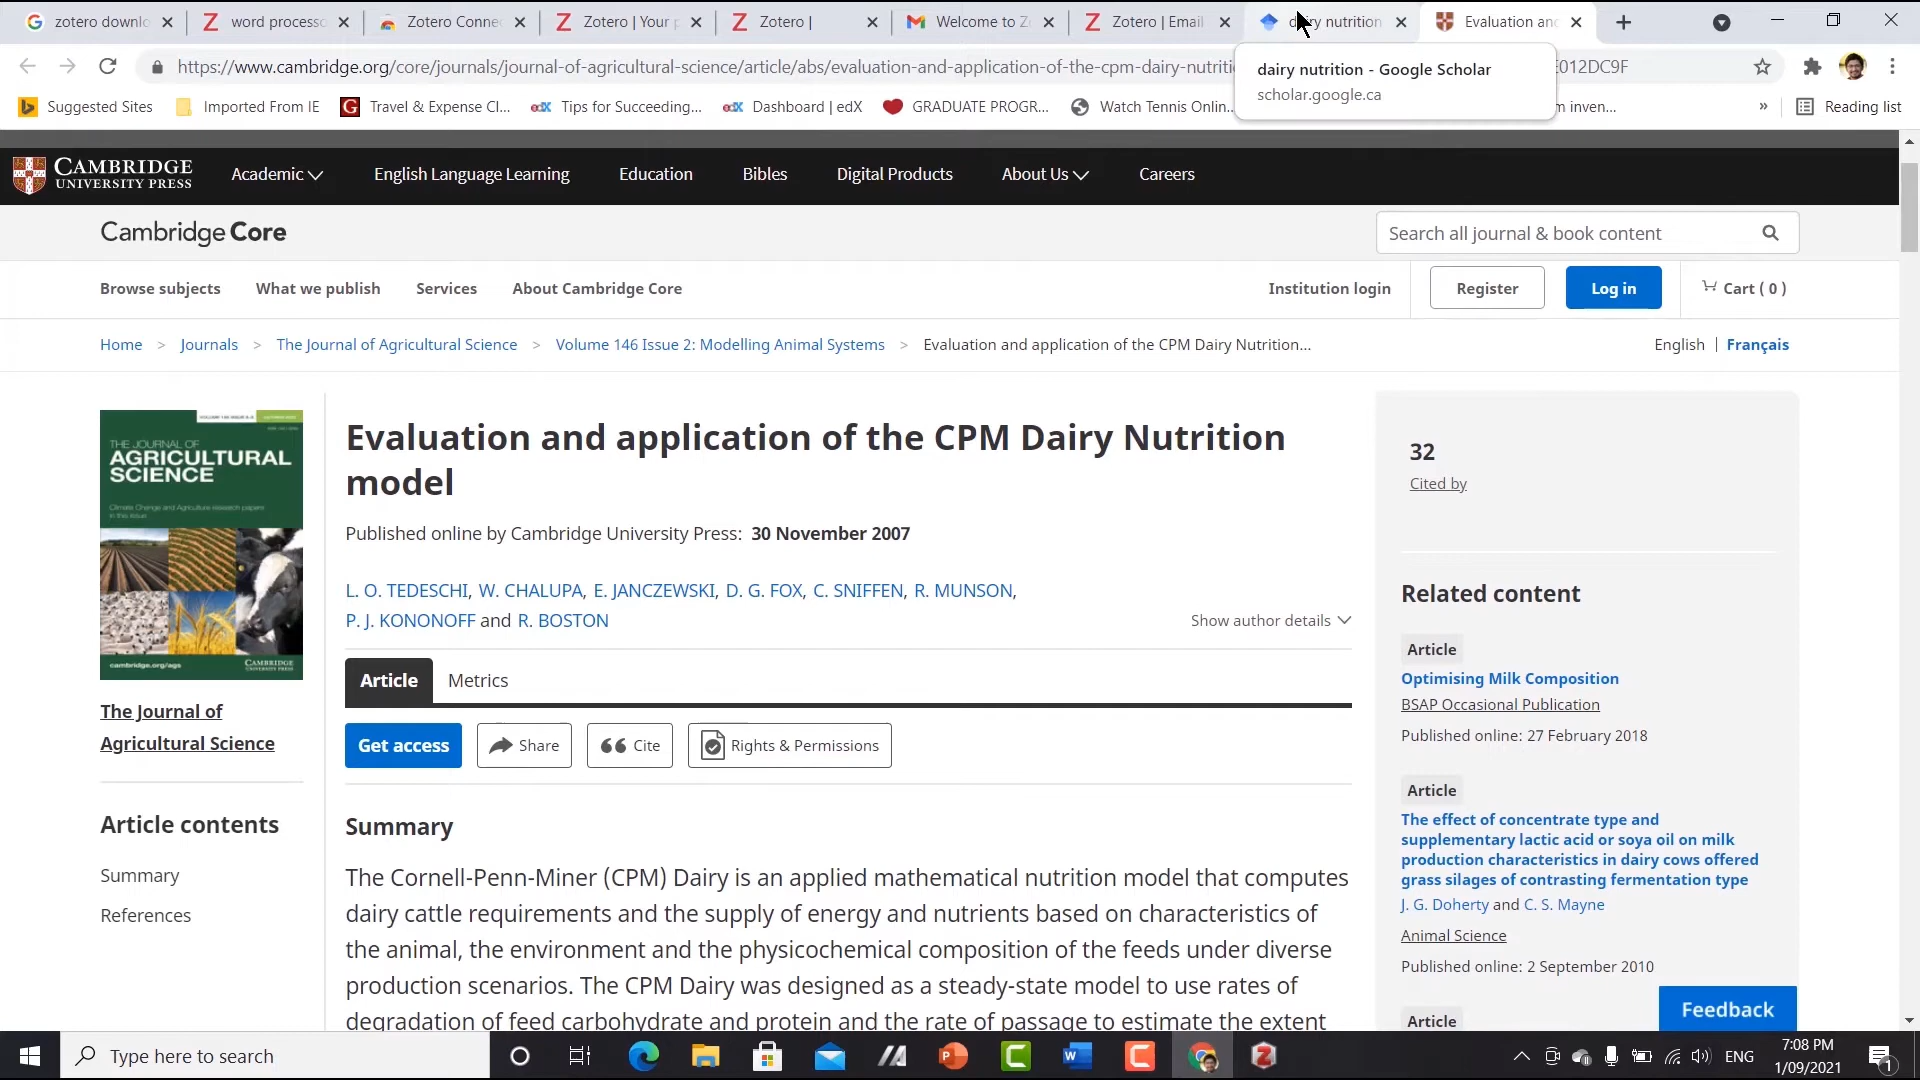 zotero downlo
word processo
Zotero Conne
Zotero | Your p
Zotero |
Welcome to Zo
Zotero | Email
dairy nutrition
Evaluation and
https://www.cambridge.org/core/journals/journal-of-agricultural-science/article/abs/evaluation-and-application-of-the-cpm-dairy-nutriti
E012DC9F
dairy nutrition - Google Scholar
scholar.google.ca
Suggested Sites
Imported From IE
Travel & Expense Cl...
Tips for Succeeding...
Dashboard | edX
GRADUATE PROGR...
Watch Tennis Onlin...
m inven...
»
Reading list
CAMBRIDGE
UNIVERSITY PRESS
Academic
English Language Learning
Education
Bibles
Digital Products
About Us
Careers
Cambridge Core
Search all journal & book content
Browse subjects
What we publish
Services
About Cambridge Core
Institution login
Register
Log in
Cart ( 0 )
Home > Journals > The Journal of Agricultural Science > Volume 146 Issue 2: Modelling Animal Systems > Evaluation and application of the CPM Dairy Nutrition...
English | Français
THE JOURNAL OF
AGRICULTURAL
SCIENCE
Climate Change and Agriculture research papers
in this issue
cambridge.org/ags
CAMBRIDGE
The Journal of
Agricultural Science
Article contents
Summary
References
Evaluation and application of the CPM Dairy Nutrition
model
Published online by Cambridge University Press: 30 November 2007
L. O. TEDESCHI, W. CHALUPA, E. JANCZEWSKI, D. G. FOX, C. SNIFFEN, R. MUNSON,
P. J. KONONOFF and R. BOSTON
Show author details
Article
Metrics
Get access
Share
Cite
Rights & Permissions
Summary
The Cornell-Penn-Miner (CPM) Dairy is an applied mathematical nutrition model that computes
dairy cattle requirements and the supply of energy and nutrients based on characteristics of
the animal, the environment and the physicochemical composition of the feeds under diverse
production scenarios. The CPM Dairy was designed as a steady-state model to use rates of
degradation of feed carbohydrate and protein and the rate of passage to estimate the extent
32
Cited by
Related content
Article
Optimising Milk Composition
BSAP Occasional Publication
Published online: 27 February 2018
Article
The effect of concentrate type and
supplementary lactic acid or soya oil on milk
production characteristics in dairy cows offered
grass silages of contrasting fermentation type
J. G. Doherty and C. S. Mayne
Animal Science
Published online: 2 September 2010
Article
Feedback
Type here to search
ENG
7:08 PM
1/09/2021
1